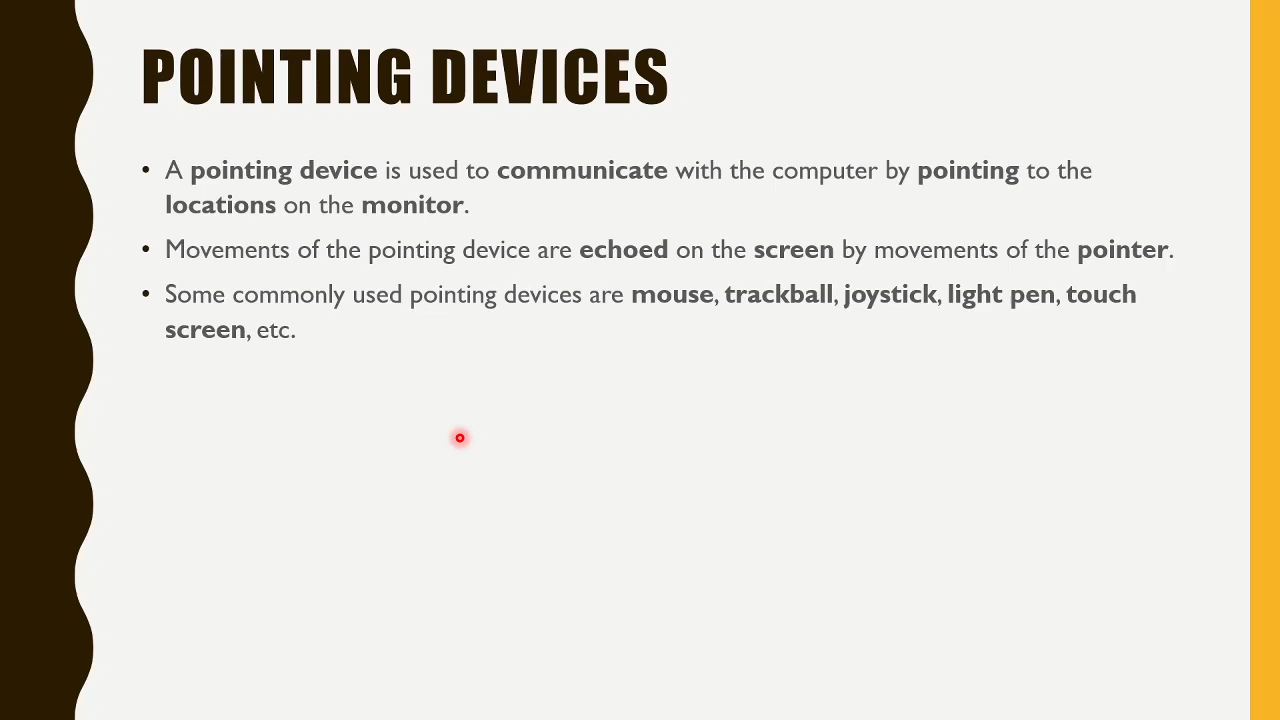 POINTING DEVICES
• A pointing device is used to communicate with the computer by pointing to the
locations on the monitor.
• Movements of the pointing device are echoed on the screen by movements of the pointer.
• Some commonly used pointing devices are mouse, trackball, joystick, light pen, touch
screen, etc.